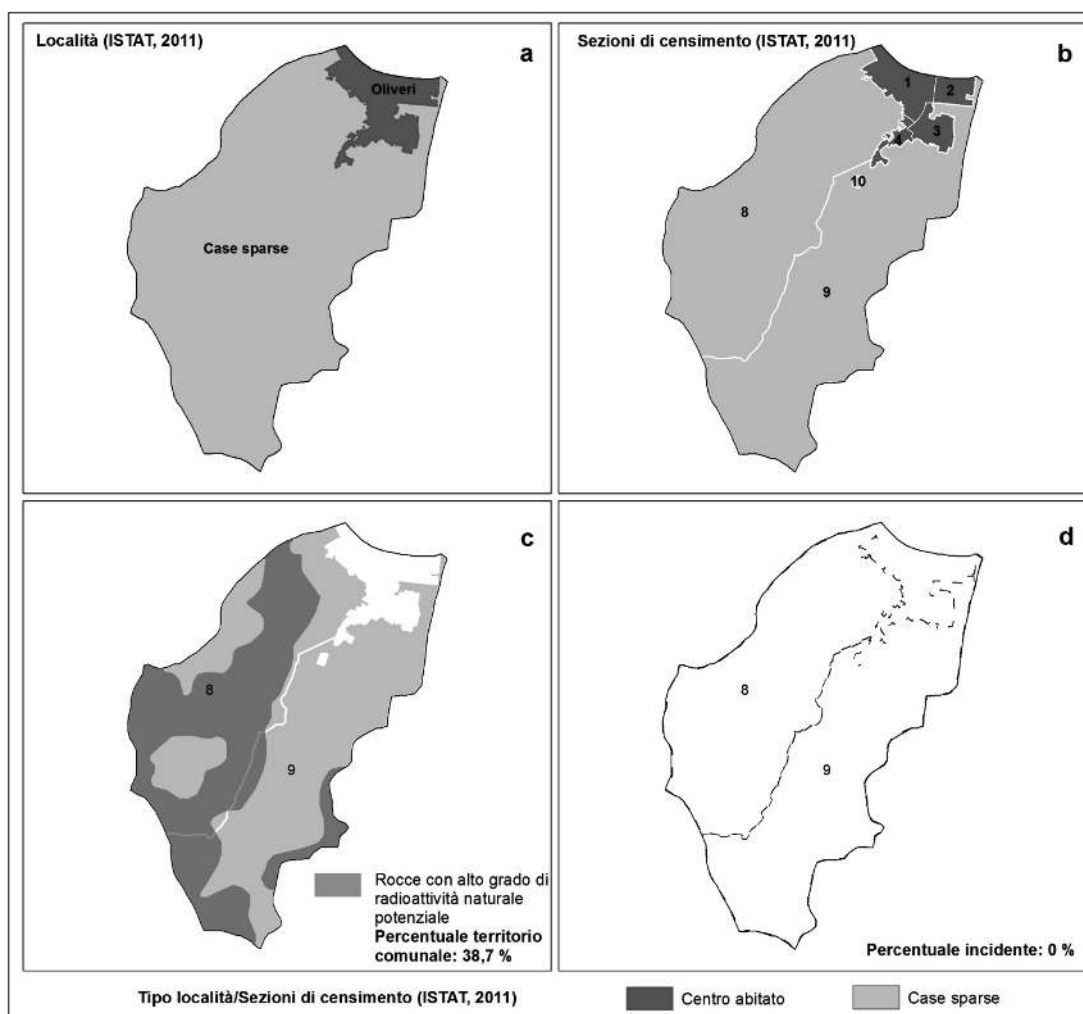 Località (ISTAT, 2011)
a
Oliveri
Case sparse
Sezioni di censimento (ISTAT, 2011)
b
1
2
3
4
10
8
9
c
8
9
Rocce con alto grado di
radioattività naturale
potenziale
Percentuale territorio
comunale: 38,7 %
d
8
9
Percentuale incidente: 0 %
Tipo località/Sezioni di censimento (ISTAT, 2011)
Centro abitato
Case sparse